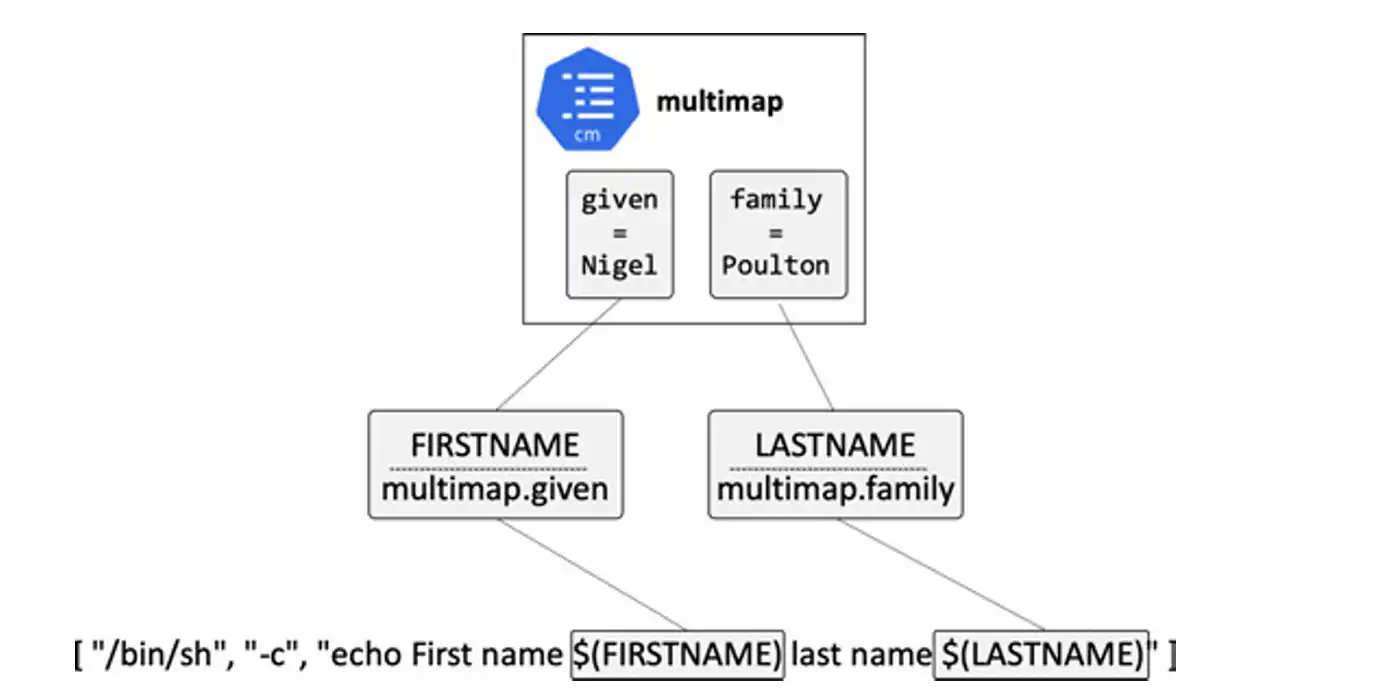 multimap
cm
given
=
Nigel
family
=
Poulton
FIRSTNAME
multimap.given
LASTNAME
multimap.family
[ "/bin/sh", "-c", "echo First name $(FIRSTNAME) last name $(LASTNAME)" ]